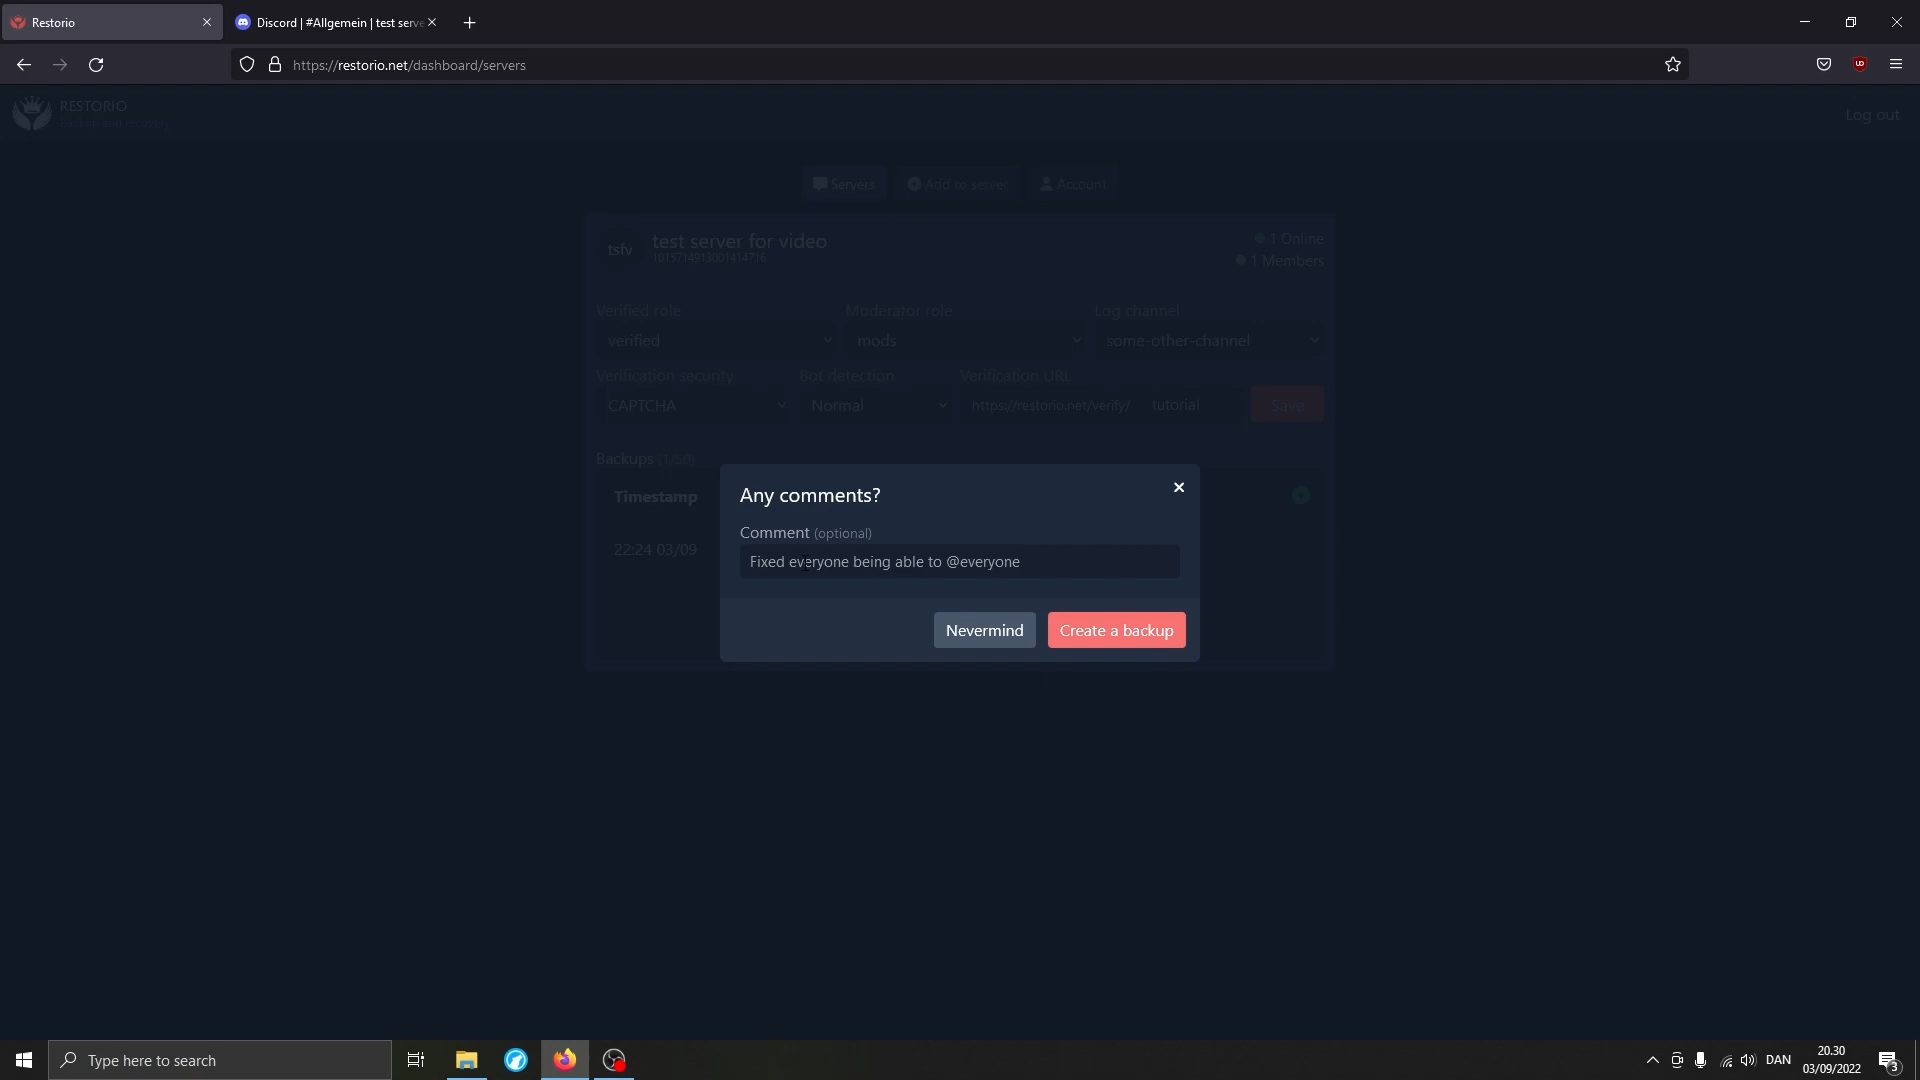 Restorio
Discord | #Allgemein | test serve
https://restorio.net/dashboard/servers
RESTORIO
Log out
Servers
Add to server
Account
tsfv
test server for video
1015714913001414716
1 Online
1 Members
Verified role
Moderator role
Log channel
verified
mods
some-other-channel
Verification security
Bot detection
Verification URL
CAPTCHA
Normal
https://restorio.net/verify/
tutorial
Save
Backups (1/50)
Timestamp
22:24 03/09
Any comments?
Comment (optional)
Fixed everyone being able to @everyone
Nevermind
Create a backup
Type here to search
DAN
20.30
03/09/2022
3